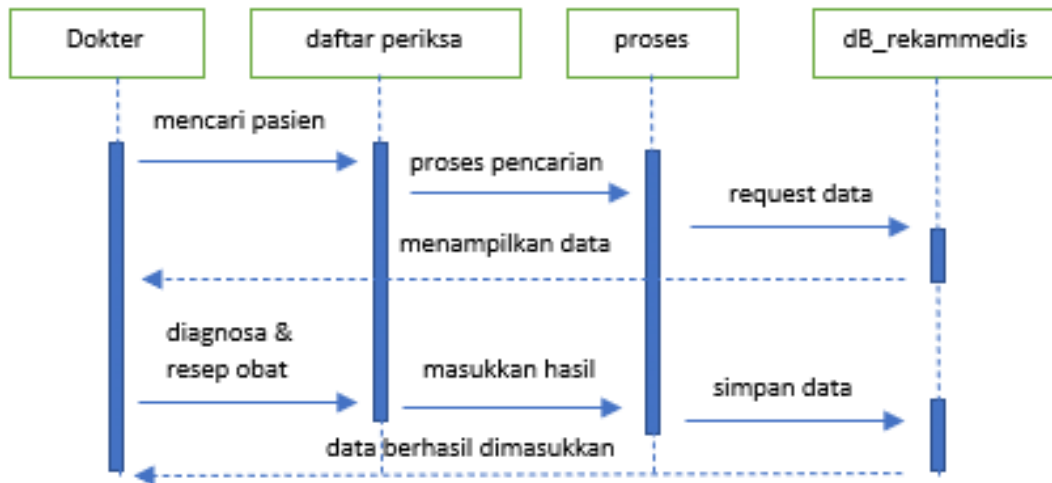 Dokter
daftar periksa
proses
dB_rekammedis
mencari pasien
proses pencarian
request data
menampilkan data
diagnosa &
resep obat
masukkan hasil
simpan data
data berhasil dimasukkan